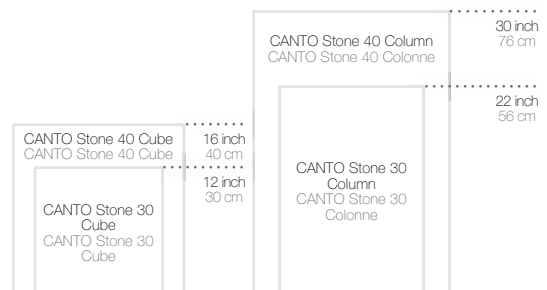 30 inch
76 cm
CANTO Stone 40 Column
CANTO Stone 40 Colonne
22 inch
56 cm
CANTO Stone 40 Cube
CANTO Stone 40 Cube
16 inch
40 cm
CANTO Stone 30
Column
CANTO Stone 30
Colonne
12 inch
30 cm
CANTO Stone 30
Cube
CANTO Stone 30
Cube